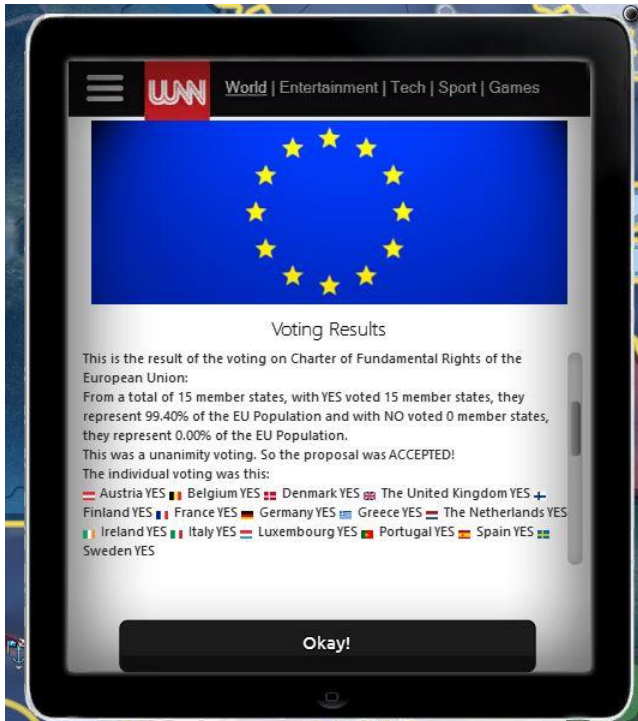 WNN World | Entertainment | Tech | Sport | Games
Voting Results
This is the result of the voting on Charter of Fundamental Rights of the
European Union:
From a total of 15 member states, with YES voted 15 member states, they
represent 99.40% of the EU Population and with NO voted 0 member states,
they represent 0.00% of the EU Population.
This was a unanimity voting. So the proposal was ACCEPTED!
The individual voting was this:
Austria YES Belgium YES Denmark YES The United Kingdom YES
Finland YES France YES Germany YES Greece YES The Netherlands YES
Ireland YES Italy YES Luxembourg YES Portugal YES Spain YES
Sweden YES
Okay!